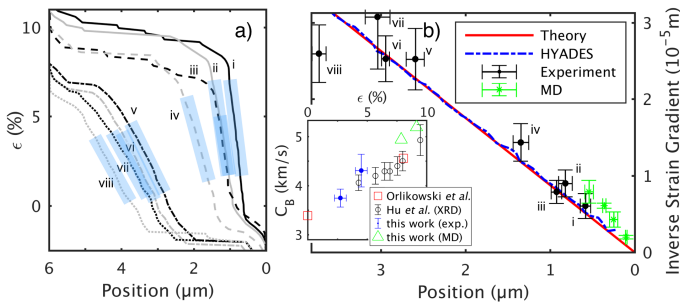 a)
10
5
0
ϵ (%)
6
4
2
0
Position (μm)
i
ii
iii
iv
v
vi
vii
viii
b)
Theory
HYADES
Experiment
MD
vii
vi
v
viii
iv
ii
iii
i
3
2
1
0
Position (μm)
3
2
1
0
Inverse Strain Gradient (10⁻⁵m)
0
5
10
ϵ (%)
5
4
3
C_B (km/s)
Orlikowski et al.
Hu et al. (XRD)
this work (exp.)
this work (MD)